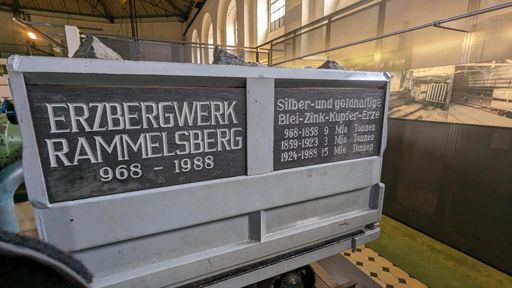 ERZBERGWERK
RAMMELSBERG
968 - 1988
Silber-und goldhaltige
Blei-Zink-Kupfer-Erze
968-1858 9 Mio Tonnen
1859-1923 3 Mio Tonnen
1924-1988 15 Mio Tonnen